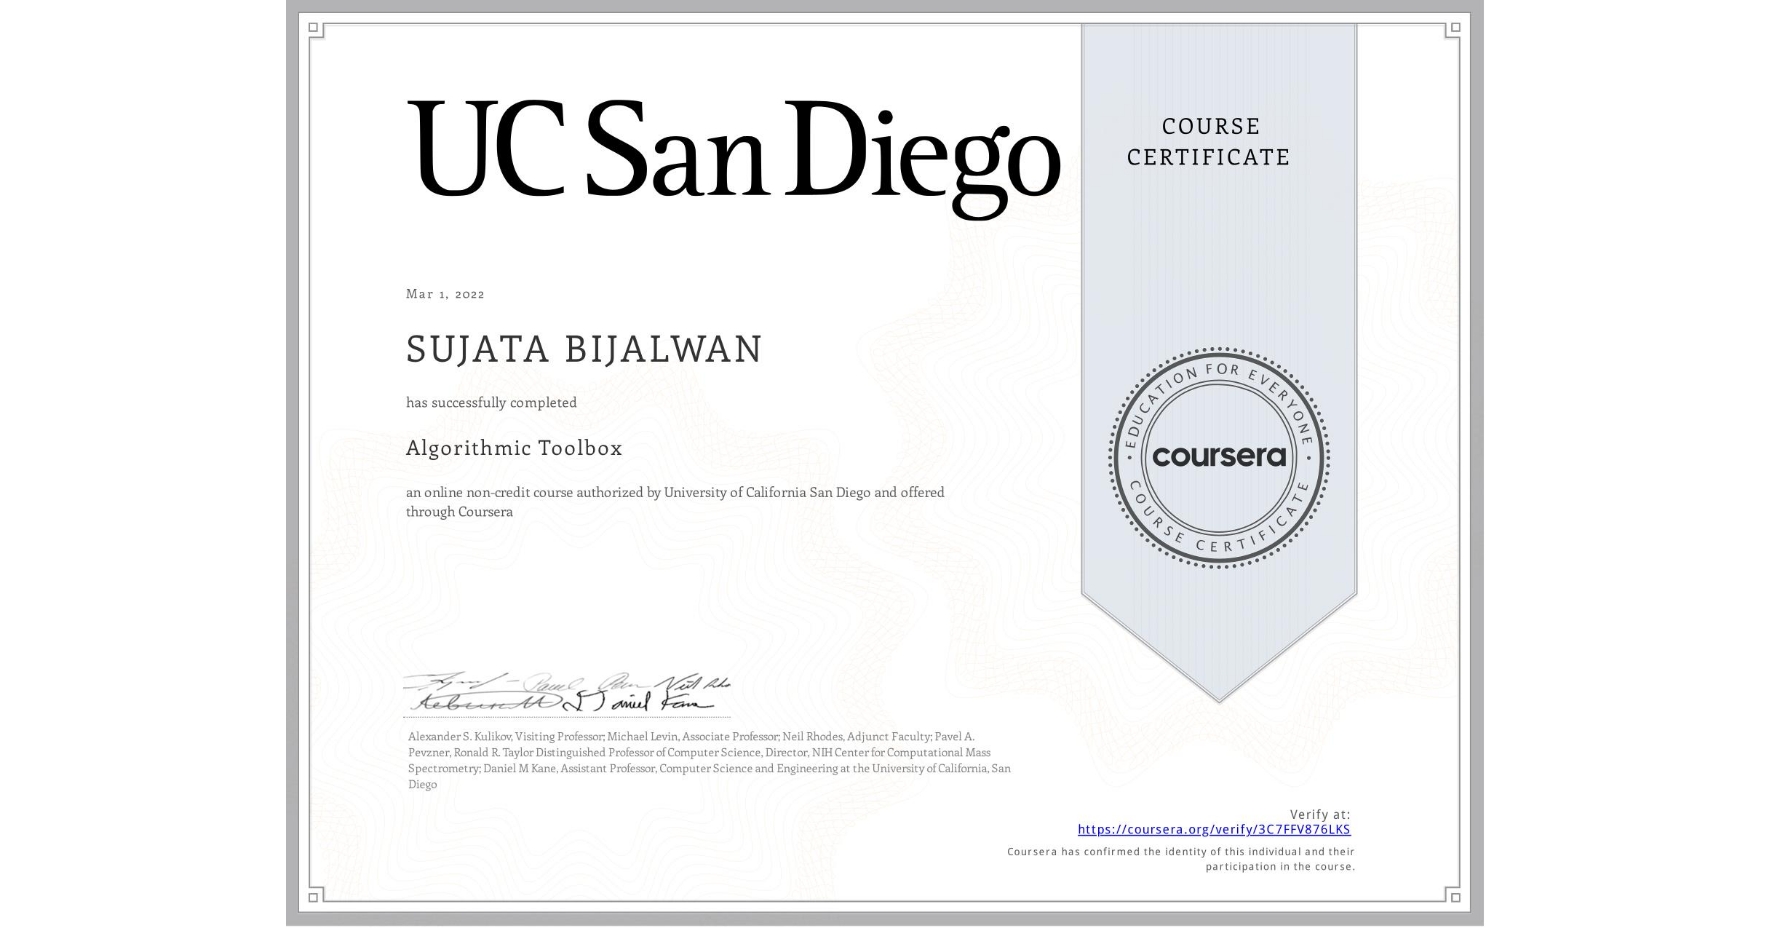 UC San Diego
COURSE
CERTIFICATE
Mar 1, 2022
SUJATA BIJALWAN
has successfully completed
Algorithmic Toolbox
an online non-credit course authorized by University of California San Diego and offered
through Coursera
EDUCATION FOR EVERYONE
coursera
COURSE CERTIFICATE
Alexander S. Kulikov, Visiting Professor; Michael Levin, Associate Professor; Neil Rhodes, Adjunct Faculty; Pavel A.
Pevzner, Ronald R. Taylor Distinguished Professor of Computer Science, Director, NIH Center for Computational Mass
Spectrometry; Daniel M Kane, Assistant Professor, Computer Science and Engineering at the University of California, San
Diego
Verify at:
https://coursera.org/verify/3C7FFV876LKS
Coursera has confirmed the identity of this individual and their
participation in the course.